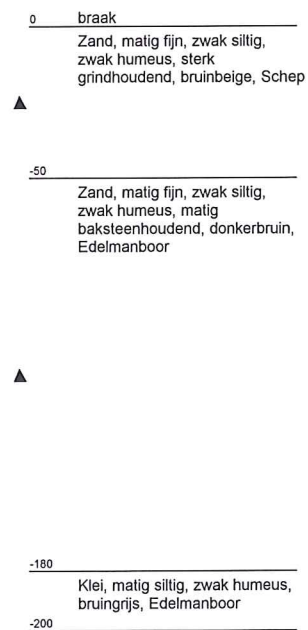 0 braak
Zand, matig fijn, zwak siltig,
zwak humeus, sterk
grindhoudend, bruinbeige, Schep
-50
Zand, matig fijn, zwak siltig,
zwak humeus, matig
baksteenhoudend, donkerbruin,
Edelmanboor
-180
Klei, matig siltig, zwak humeus,
bruingrijs, Edelmanboor
-200